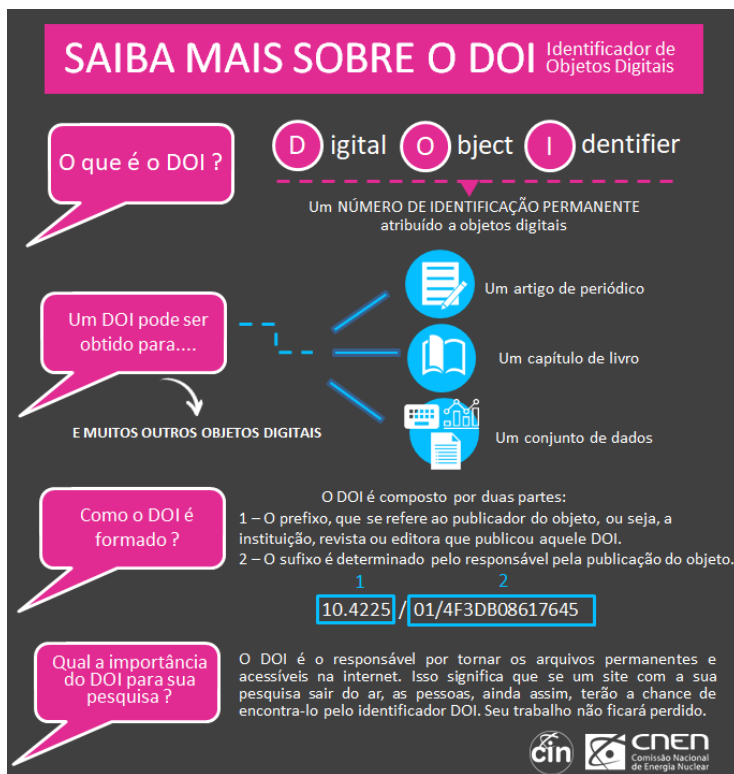 SAIBA MAIS SOBRE O DOI Identificador de
Objetos Digitais
O que é o DOI ?
D igital O bject I dentifier
Um NÚMERO DE IDENTIFICAÇÃO PERMANENTE
atribuído a objetos digitais
Um DOI pode ser
obtido para....
E MUITOS OUTROS OBJETOS DIGITAIS
Um artigo de periódico
Um capítulo de livro
Um conjunto de dados
Como o DOI é
formado ?
O DOI é composto por duas partes:
1 – O prefixo, que se refere ao publicador do objeto, ou seja, a
instituição, revista ou editora que publicou aquele DOI.
2 – O sufixo é determinado pelo responsável pela publicação do objeto.
1 2
10.4225 / 01/4F3DB08617645
Qual a importância
do DOI para sua
pesquisa ?
O DOI é o responsável por tornar os arquivos permanentes e
acessíveis na internet. Isso significa que se um site com a sua
pesquisa sair do ar, as pessoas, ainda assim, terão a chance de
encontra-lo pelo identificador DOI. Seu trabalho não ficará perdido.
cin
CNEN
Comissão Nacional
de Energia Nuclear